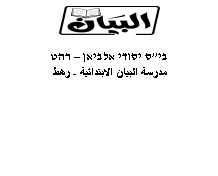 البيان
בי״ס יסודי אלביאן – רהט
مدرسة البيان الابتدائية ـ رهط